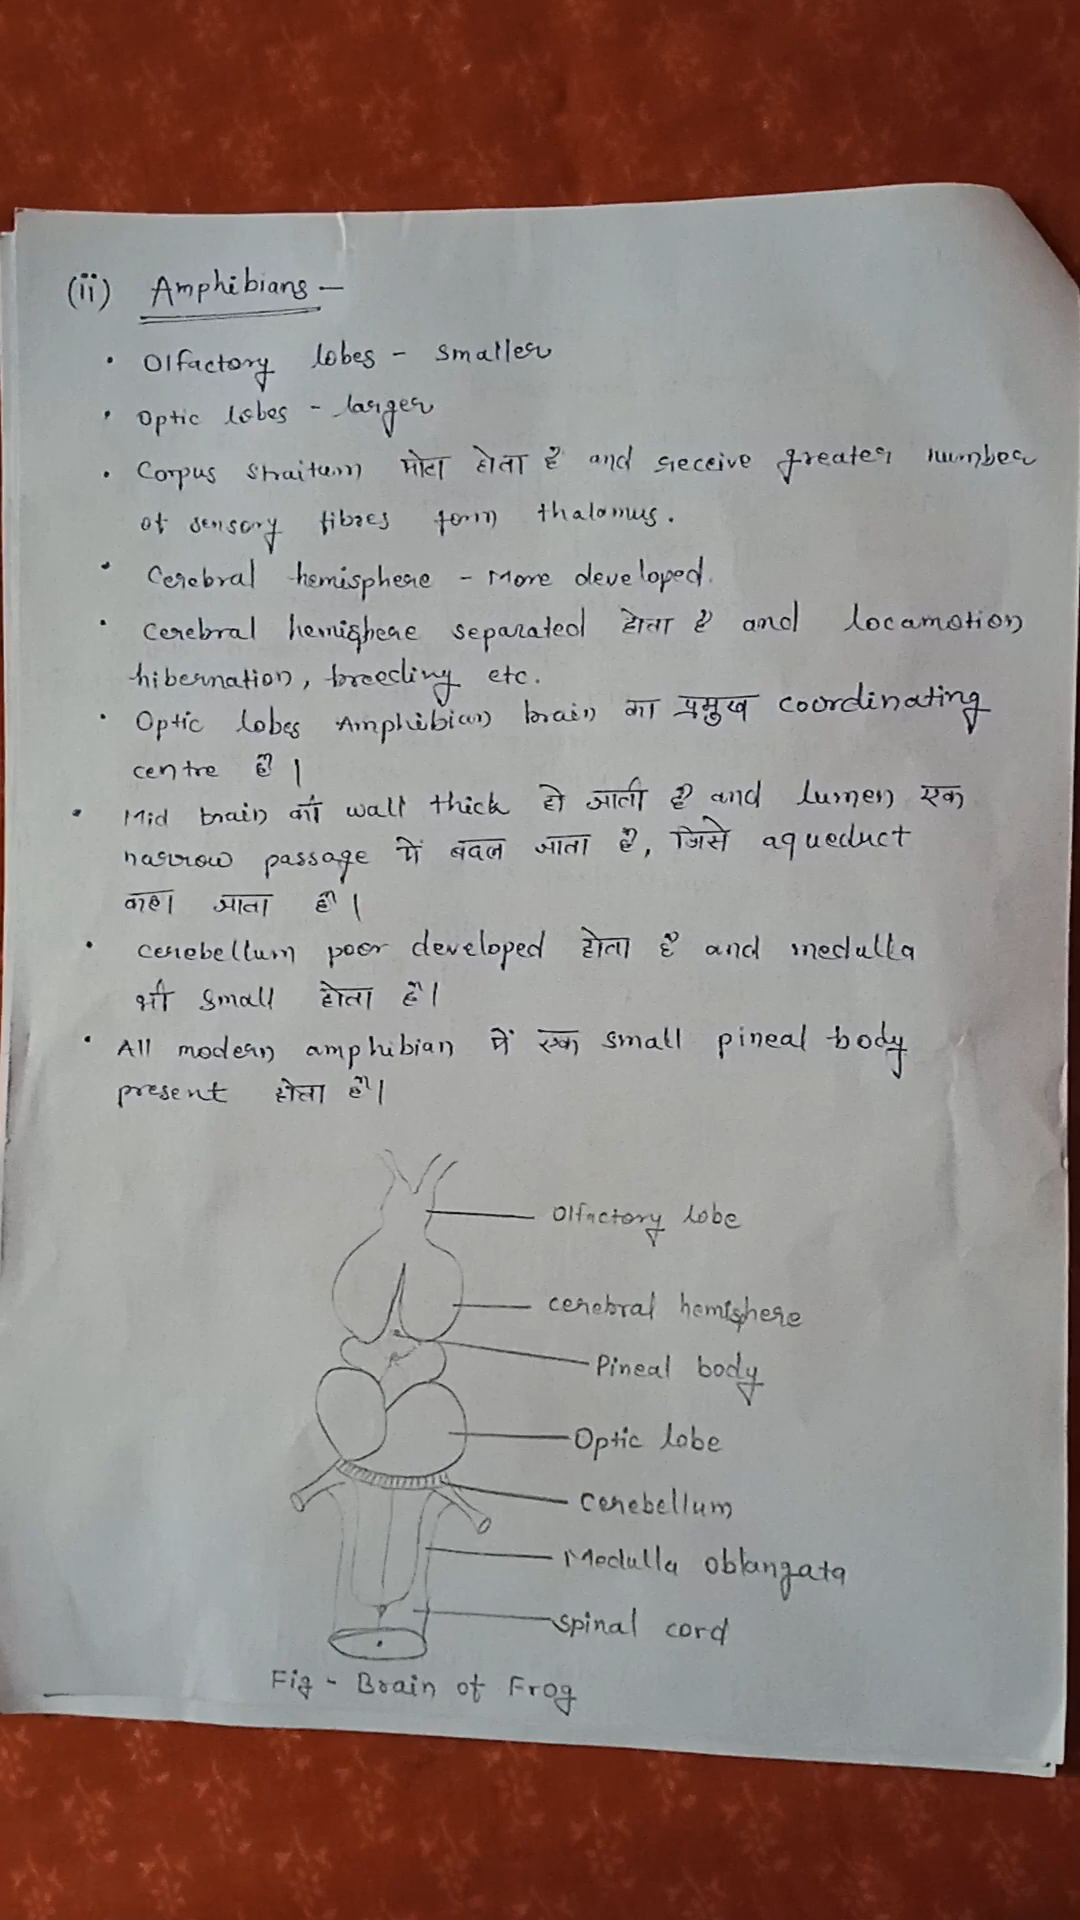 (ii) Amphibians -
• Olfactory lobes - smaller
• Optic lobes - larger
• Corpus straitum मोटा होता है and receive greater number
of sensory fibres form thalamus.
• Cerebral hemisphere - More developed.
• Cerebral hemishere separated होता है and locamotion
hibernation, breeding etc.
• Optic lobes Amphibian brain का प्रमुख coordinating
centre है।
• Mid brain की wall thick हो जाती है and lumen एक
narrow passage में बदल जाता है, जिसे aqueduct
कहा जाता है।
• Cerebellum poor developed होता है and medulla
भी small होता है।
• All modern amphibian में एक small pineal body
present होता है।
Olfactory lobe
cerebral hemisphere
Pineal body
Optic lobe
Cerebellum
Medulla oblangata
spinal cord
Fig - Brain of Frog